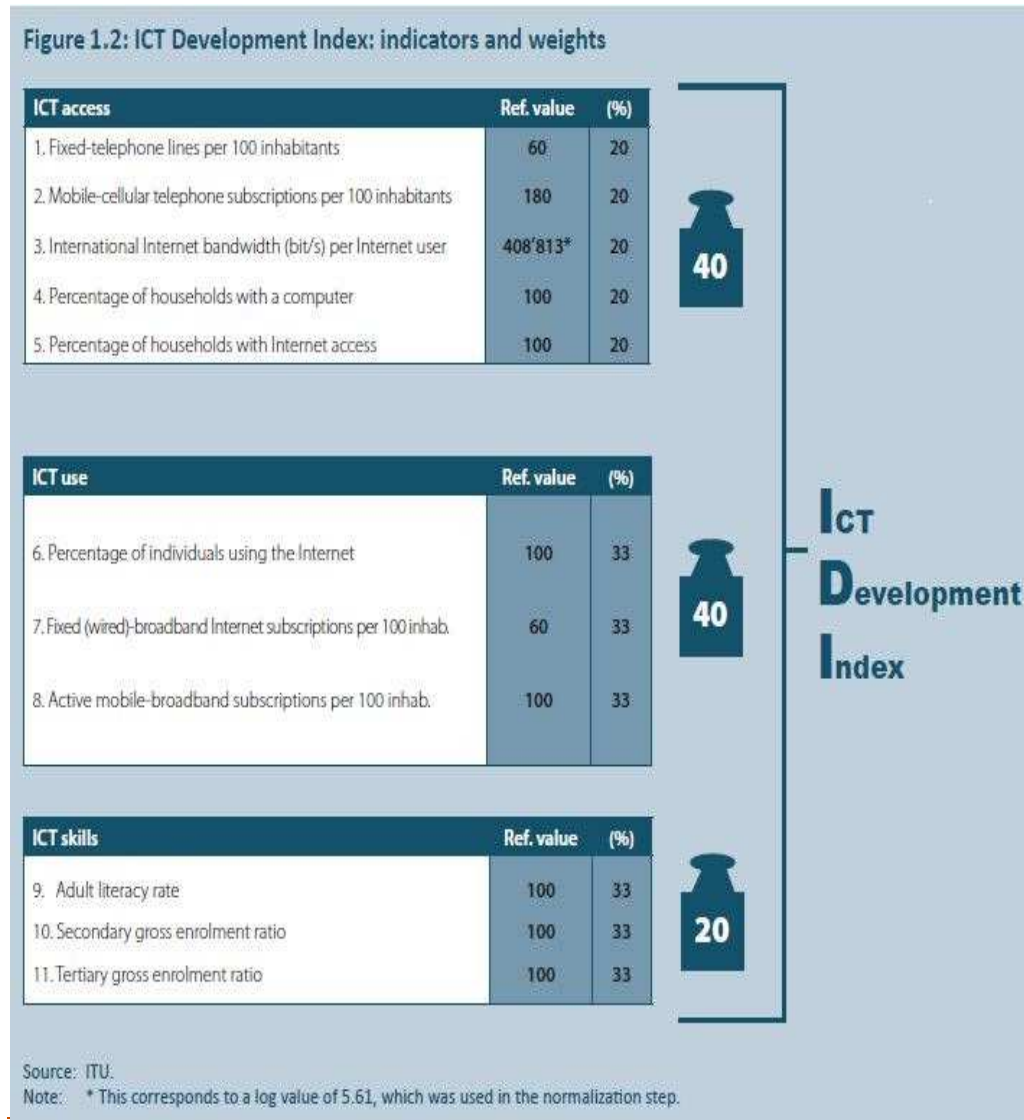 Figure 1.2: ICT Development Index: indicators and weights
ICT access Ref. value (%)
1. Fixed-telephone lines per 100 inhabitants 60 20
2. Mobile-cellular telephone subscriptions per 100 inhabitants 180 20
3. International Internet bandwidth (bit/s) per Internet user 408'813* 20
4. Percentage of households with a computer 100 20
5. Percentage of households with Internet access 100 20
40
ICT use Ref. value (%)
6. Percentage of individuals using the Internet 100 33
7. Fixed (wired)-broadband Internet subscriptions per 100 inhab. 60 33
8. Active mobile-broadband subscriptions per 100 inhab. 100 33
40
ICT skills Ref. value (%)
9. Adult literacy rate 100 33
10. Secondary gross enrolment ratio 100 33
11. Tertiary gross enrolment ratio 100 33
20
ICT
Development
Index
Source: ITU.
Note: * This corresponds to a log value of 5.61, which was used in the normalization step.